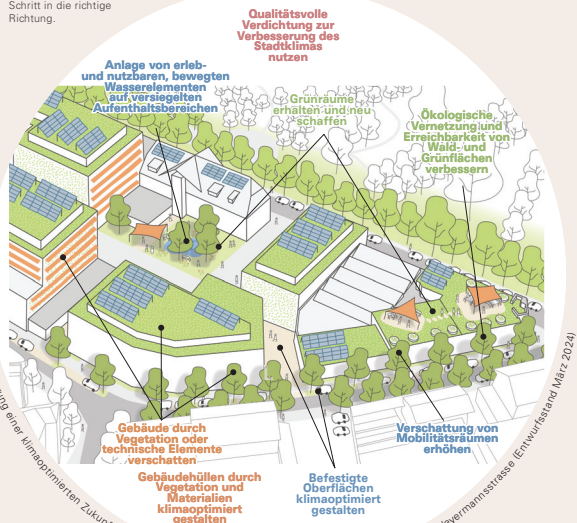 Schritt in die richtige
Richtung.
Qualitätsvolle
Verdichtung zur
Verbesserung des
Stadtklimas
nutzen
Anlage von erleb-
und nutzbaren, bewegten
Wasserelementen
auf versiegelten
Aufenthaltsbereichen
Grünräume
erhalten und neu
schaffen
Ökologische
Vernetzung und
Erreichbarkeit von
Wald- und
Grünflächen
verbessern
Gebäude durch
Vegetation oder
technische Elemente
verschatten
Verschattung von
Mobilitätsräumen
erhöhen
Gebäudehüllen durch
Vegetation und
Materialien
klimaoptimiert
gestalten
Befestigte
Oberflächen
klimaoptimiert
gestalten
einer klimaoptimierten
(Entwurfsstand März 2024)